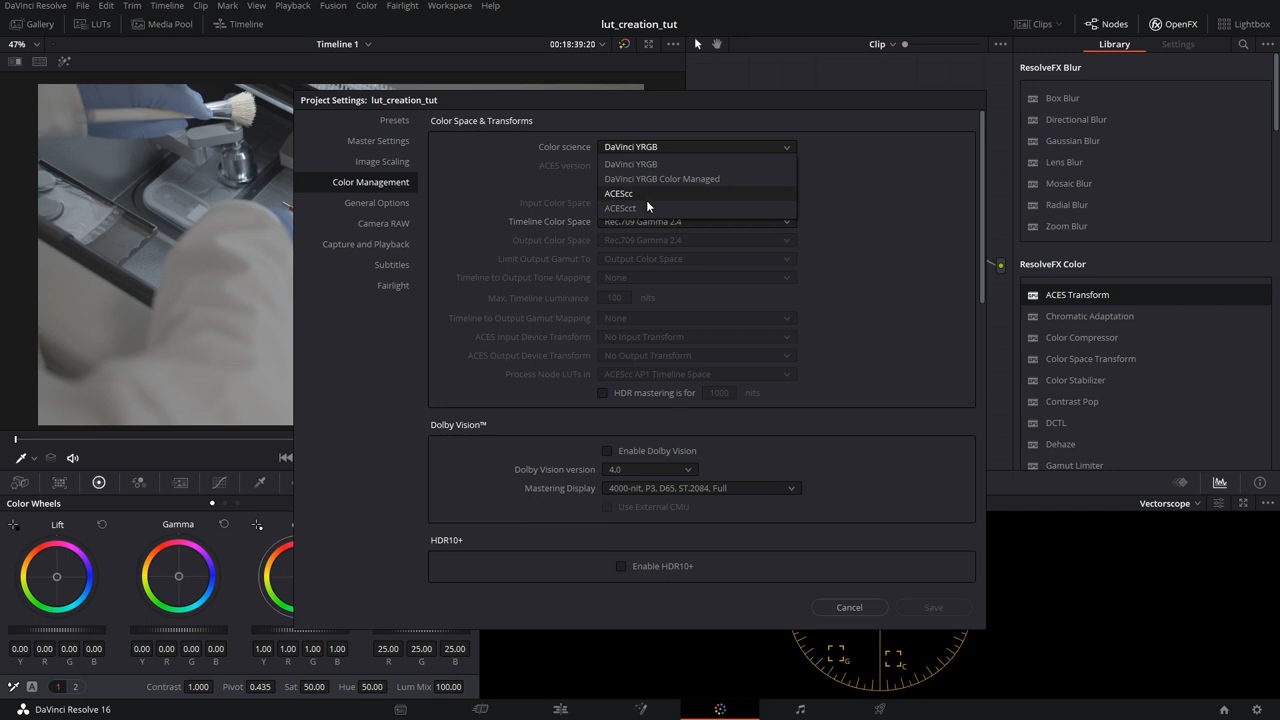 DaVinci Resolve File Edit Trim Timeline Clip Mark View Playback Fusion Color Fairlight Workspace Help
Gallery LUTs Media Pool Timeline lut_creation_tut Clips Nodes OpenFX Lightbox
47% Timeline 1 00:18:39:20 Clip Library Settings
ResolveFX Blur
Box Blur
Directional Blur
Gaussian Blur
Lens Blur
Mosaic Blur
Radial Blur
Zoom Blur
ResolveFX Color
ACES Transform
Chromatic Adaptation
Color Compressor
Color Space Transform
Color Stabilizer
Contrast Pop
DCTL
Dehaze
Gamut Limiter
Project Settings: lut_creation_tut
Presets
Master Settings
Image Scaling
Color Management
General Options
Camera RAW
Capture and Playback
Subtitles
Fairlight
Color Space & Transforms
Color science DaVinci YRGB
ACES version
DaVinci YRGB
DaVinci YRGB Color Managed
ACEScc
ACEScct
Input Color Space
Timeline Color Space Rec.709 Gamma 2.4
Output Color Space Rec.709 Gamma 2.4
Limit Output Gamut To Output Color Space
Timeline to Output Tone Mapping None
Max. Timeline Luminance 100 nits
Timeline to Output Gamut Mapping None
ACES Input Device Transform No Input Transform
ACES Output Device Transform No Output Transform
Process Node LUTs in ACEScc AP1 Timeline Space
HDR mastering is for 1000 nits
Dolby Vision™
Enable Dolby Vision
Dolby Vision version 4.0
Mastering Display 4000-nit, P3, D65, ST.2084, Full
Use External CMU
HDR10+
Enable HDR10+
Cancel Save
Color Wheels
Lift Gamma
0.00 0.00 0.00 0.00 0.00 0.00 0.00 0.00 1.00 1.00 1.00 1.00 25.00 25.00 25.00
Y R G B Y R G B Y R G B R G B
A 1 2 Contrast 1.000 Pivot 0.435 Sat 50.00 Hue 50.00 Lum Mix 100.00
Vectorscope
G C
DaVinci Resolve 16